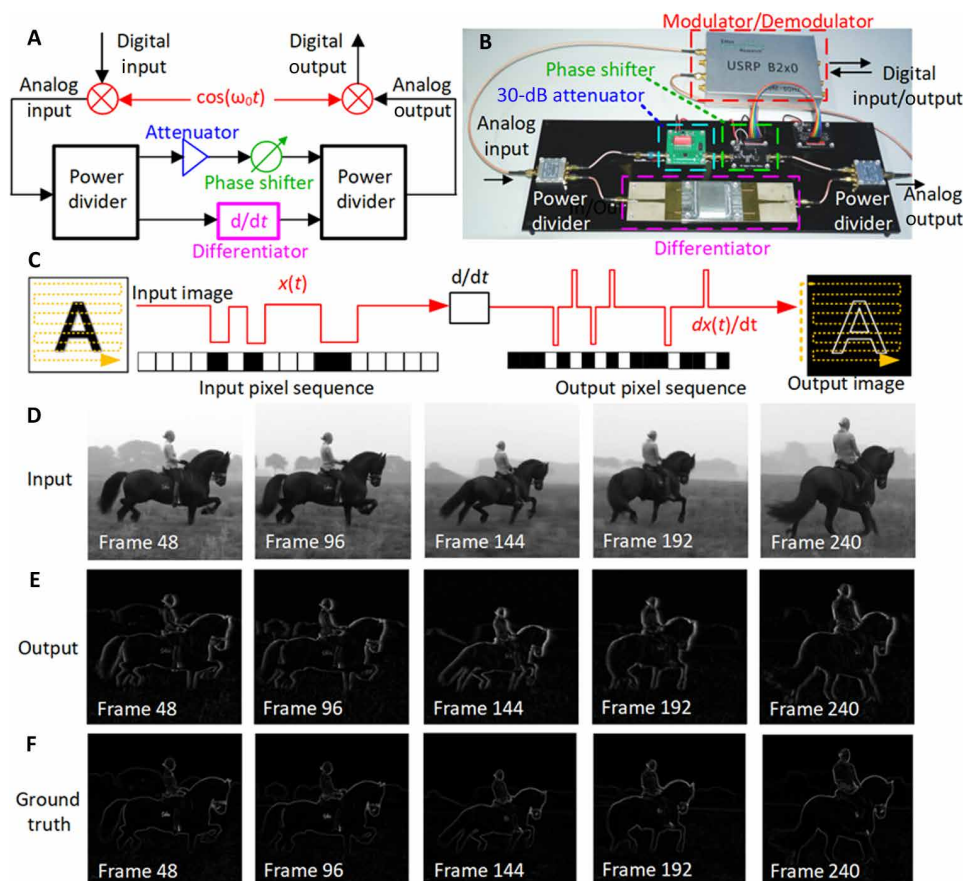 A
Digital
input
Digital
output
Analog
input
cos(ω₀t)
Analog
output
Attenuator
Power
divider
Phase shifter
Power
divider
d/dt
Differentiator
B
Modulator/Demodulator
USRP B2x0
Phase shifter
30-dB attenuator
Digital
input/output
Analog
input
Power
divider
Power
divider
Analog
output
Differentiator
C
Input image
x(t)
d/dt
dx(t)/dt
Input pixel sequence
Output pixel sequence
Output image
D
Input
Frame 48
Frame 96
Frame 144
Frame 192
Frame 240
E
Output
Frame 48
Frame 96
Frame 144
Frame 192
Frame 240
F
Ground
truth
Frame 48
Frame 96
Frame 144
Frame 192
Frame 240